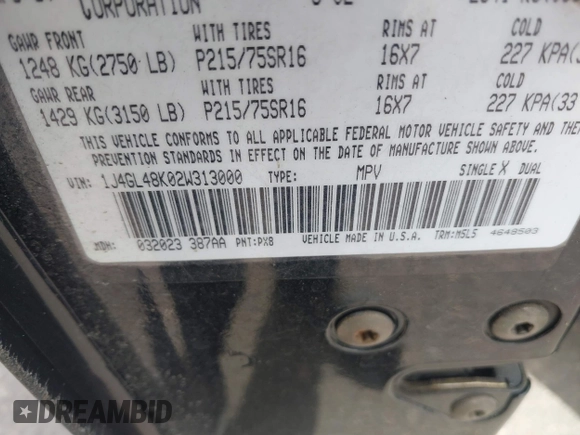 CORPORATION
GAWR FRONT WITH TIRES RIMS AT COLD
1248 KG(2750 LB) P215/75SR16 16X7 227 KPA(3
GAWR REAR WITH TIRES RIMS AT COLD
1429 KG(3150 LB) P215/75SR16 16X7 227 KPA(33
THIS VEHICLE CONFORMS TO ALL APPLICABLE FEDERAL MOTOR VEHICLE SAFETY AND THEF
PREVENTION STANDARDS IN EFFECT ON THE DATE OF MANUFACTURE SHOWN ABOVE.
VIN: 1J4GL48K02W313000 TYPE: MPV SINGLE X DUAL
MDH: 032023 387AA PNT:PX8 VEHICLE MADE IN U.S.A. TRM:M5L5 4648503
DREAMBID